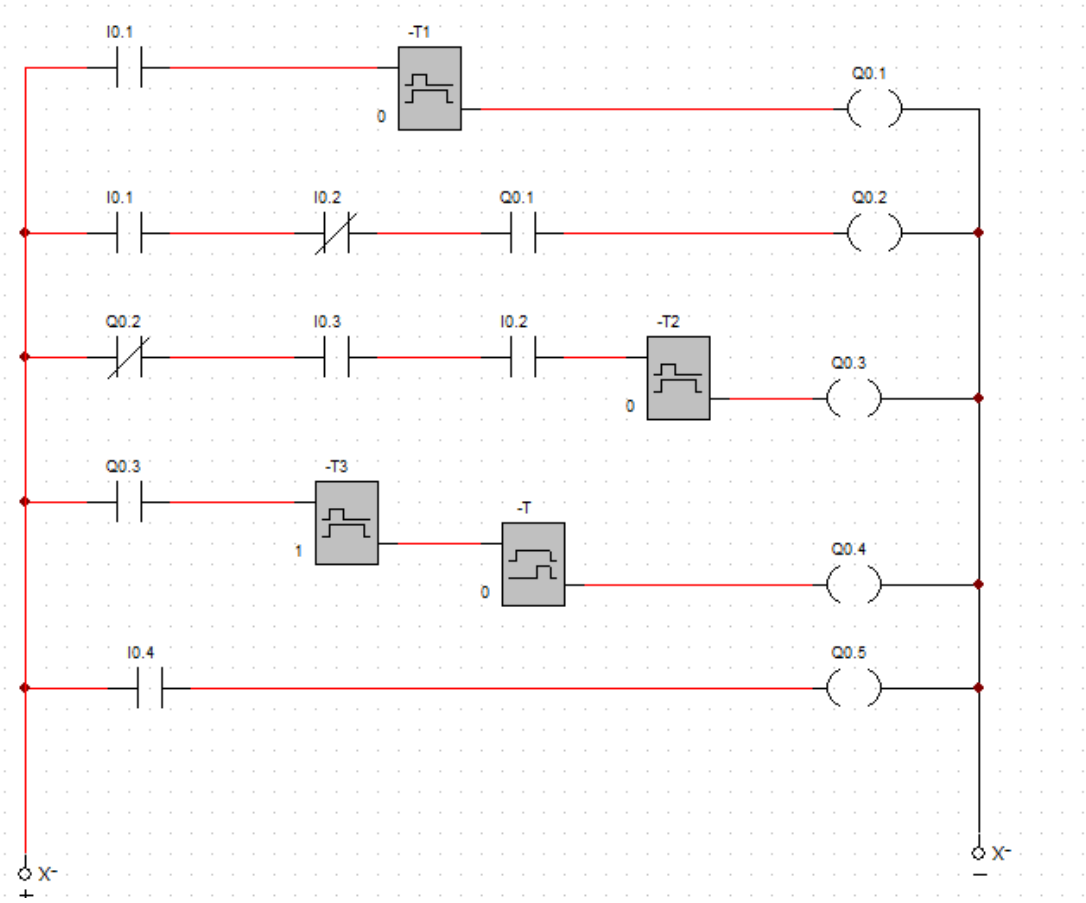 I0.1 -T1
Q0.1
0
I0.1 I0.2 Q0.1 Q0.2
Q0.2 I0.3 I0.2 -T2
Q0.3
0
Q0.3 -T3
-T
1
Q0.4
0
I0.4 Q0.5
X- X-
+ −